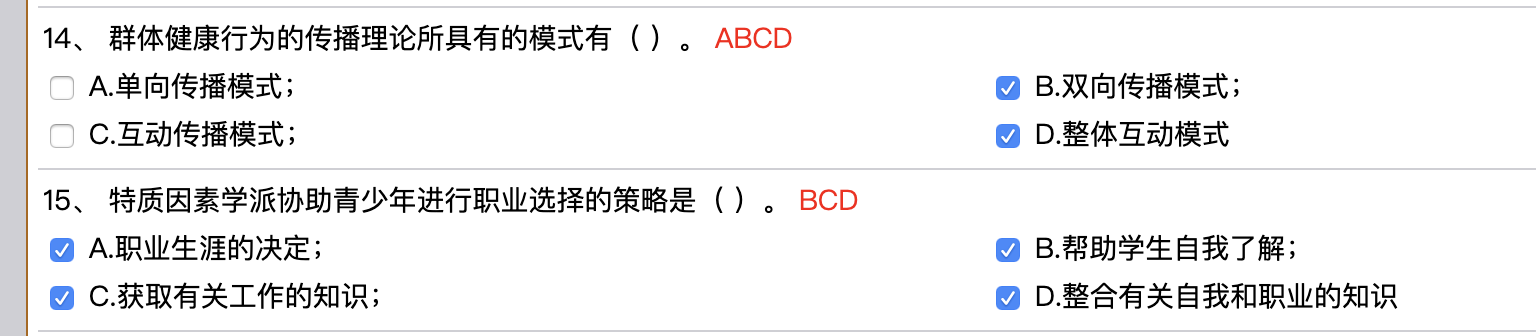 14、 群体健康行为的传播理论所具有的模式有（ ）。 ABCD
A.单向传播模式；
B.双向传播模式；
C.互动传播模式；
D.整体互动模式
15、 特质因素学派协助青少年进行职业选择的策略是（ ）。 BCD
A.职业生涯的决定；
B.帮助学生自我了解；
C.获取有关工作的知识；
D.整合有关自我和职业的知识